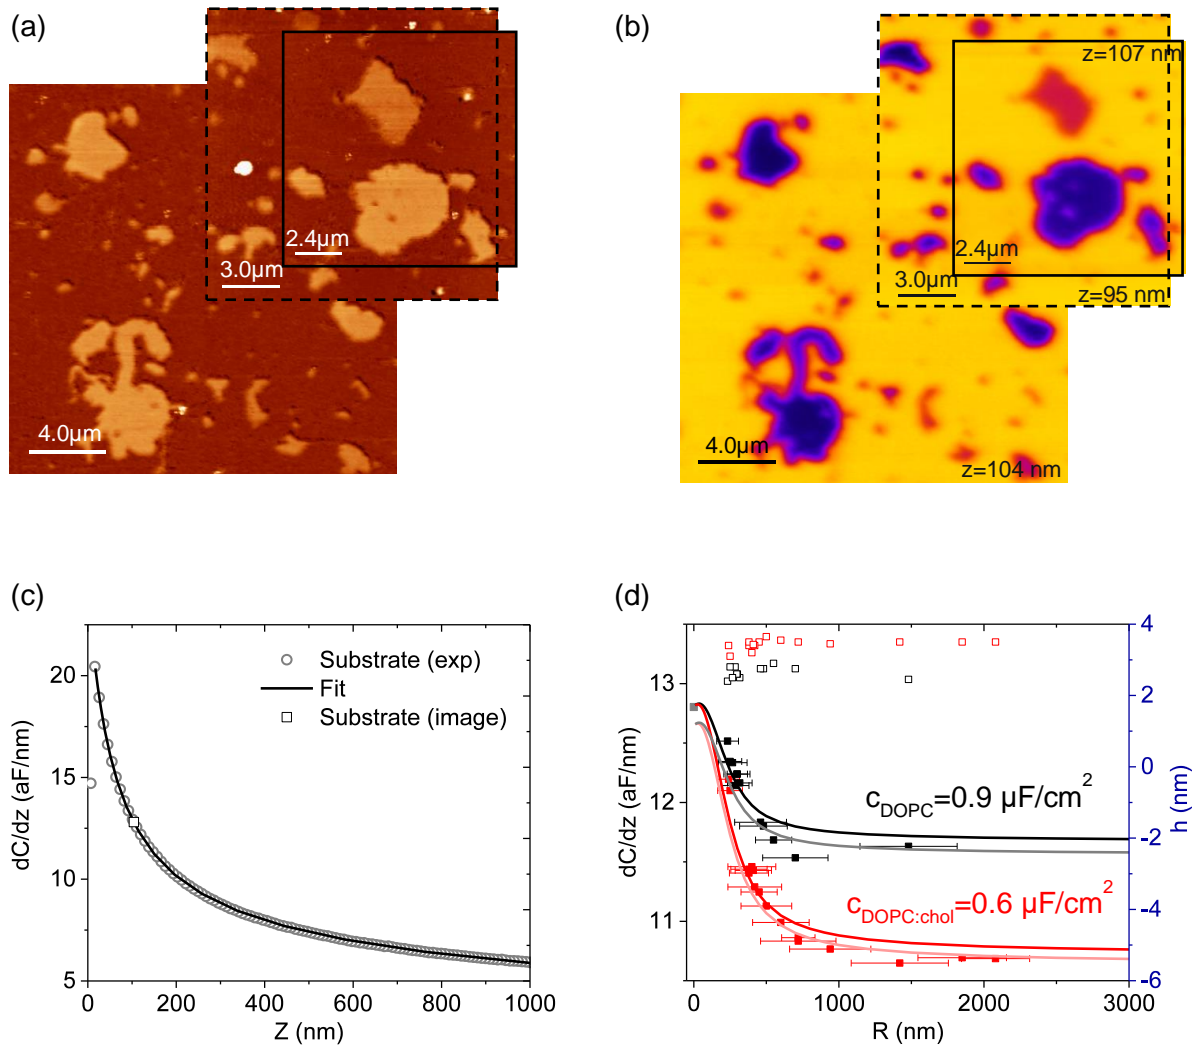 (a)
2.4µm
3.0µm
4.0µm
(b)
z=107 nm
2.4µm
3.0µm
z=95 nm
4.0µm
z=104 nm
(c)
20
15
10
5
0 200 400 600 800 1000
dC/dz (aF/nm)
Z (nm)
Substrate (exp)
Fit
Substrate (image)
(d)
13
12
11
dC/dz (aF/nm)
4
2
0
-2
-4
-6
h (nm)
0 1000 2000 3000
R (nm)
c_DOPC=0.9 µF/cm²
c_DOPC:chol=0.6 µF/cm²